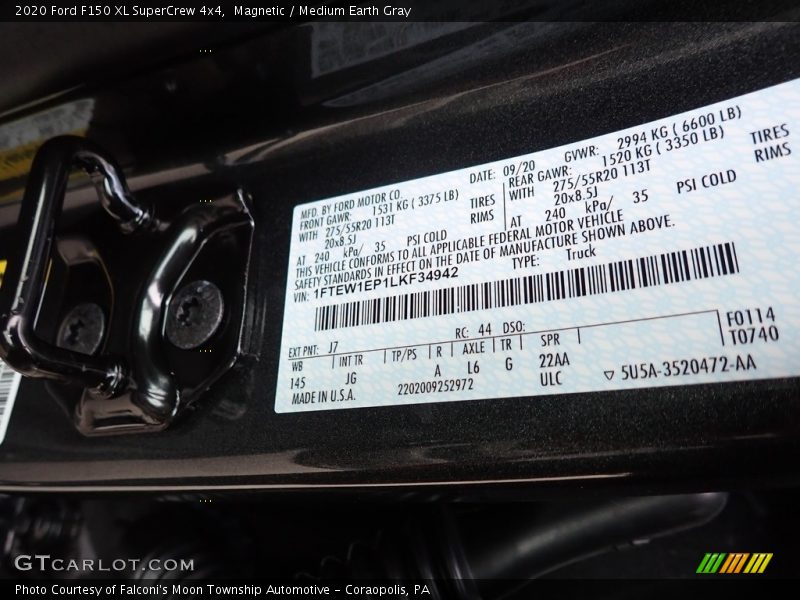 2020 Ford F150 XL SuperCrew 4x4, Magnetic / Medium Earth Gray
MFD. BY FORD MOTOR CO. DATE: 09/20 GVWR: 2994 KG ( 6600 LB)
FRONT GAWR: 1531 KG ( 3375 LB) REAR GAWR: 1520 KG ( 3350 LB)
WITH 275/55R20 113T TIRES WITH 275/55R20 113T TIRES
20x8.5J RIMS 20x8.5J RIMS
AT 240 kPa/ 35 PSI COLD AT 240 kPa/ 35 PSI COLD
THIS VEHICLE CONFORMS TO ALL APPLICABLE FEDERAL MOTOR VEHICLE
SAFETY STANDARDS IN EFFECT ON THE DATE OF MANUFACTURE SHOWN ABOVE.
VIN: 1FTEW1EP1LKF34942 TYPE: Truck
F0114
T0740
EXT PNT: J7 RC: 44 DSO:
WB INT TR TP/PS R AXLE TR SPR
145 JG A L6 G 22AA
MADE IN U.S.A. 2202009252972 ULC ▽ 5U5A-3520472-AA
GTCARLOT.COM
Photo Courtesy of Falconi's Moon Township Automotive – Coraopolis, PA